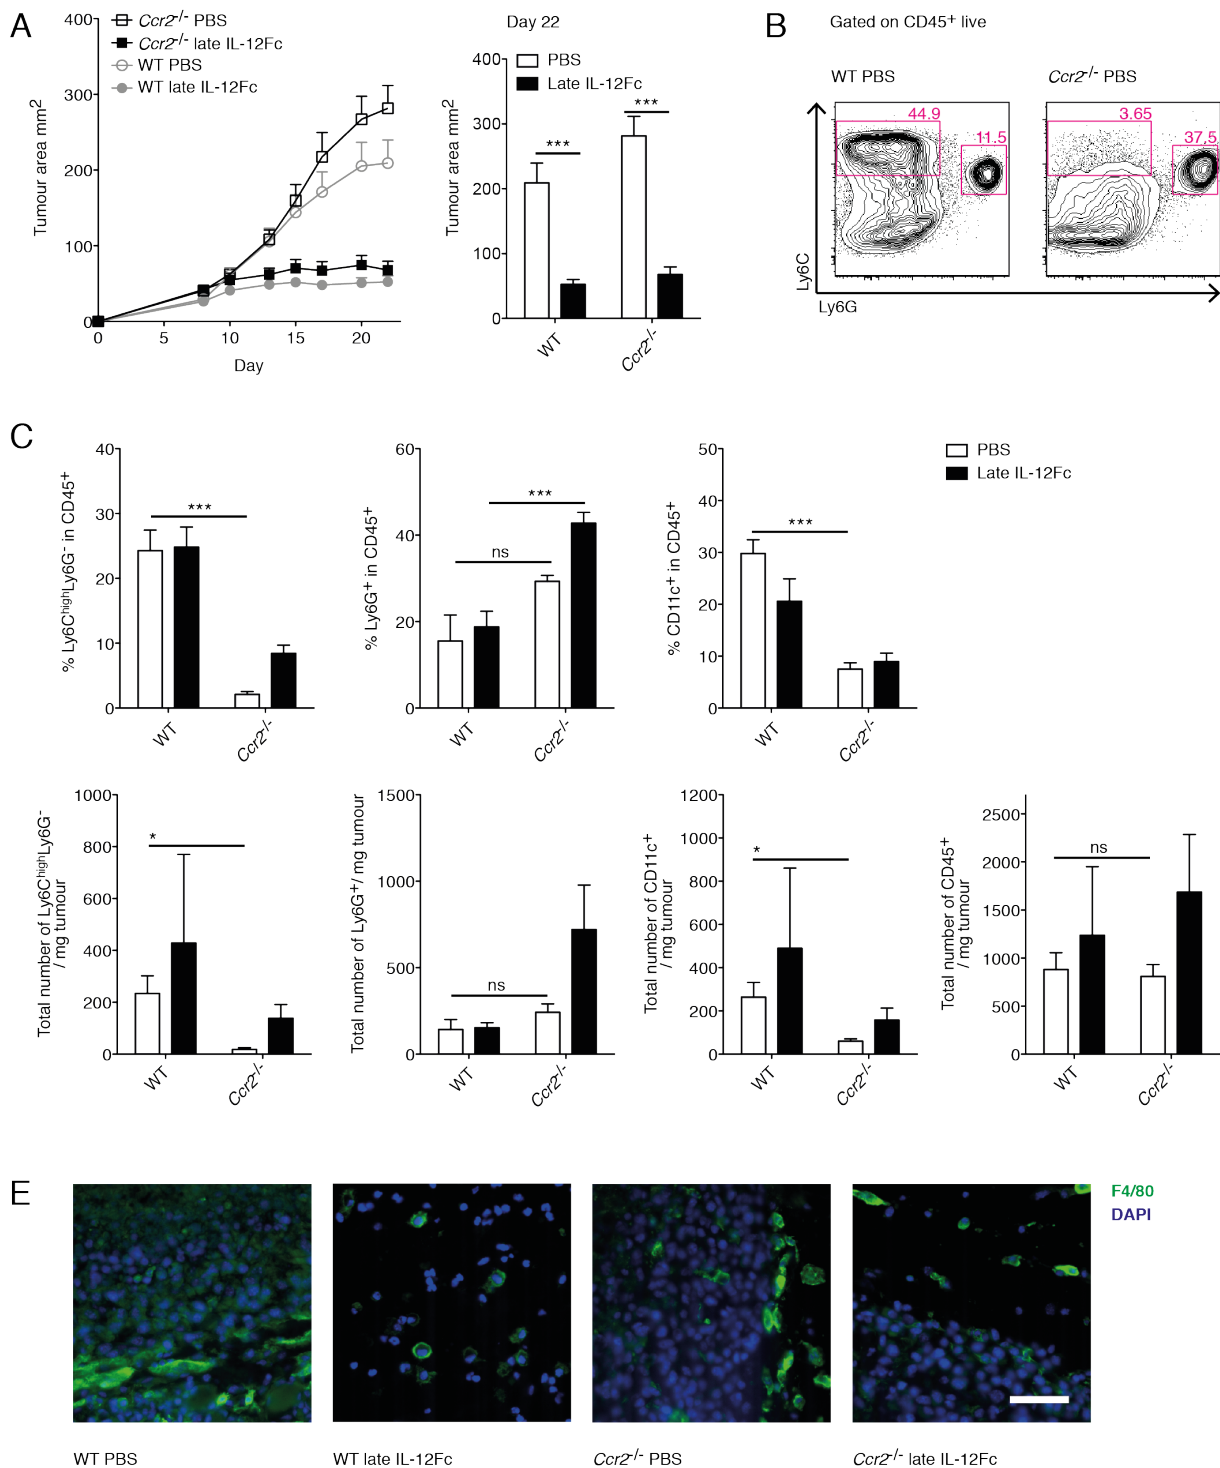 A
Ccr2-/- PBS
Ccr2-/- late IL-12Fc
WT PBS
WT late IL-12Fc
Tumour area mm2
400
300
200
100
0
0 5 10 15 20
Day
Day 22
PBS
Late IL-12Fc
Tumour area mm2
400
300
200
100
0
***
***
WT
Ccr2-/-
B
Gated on CD45+ live
WT PBS
Ccr2-/- PBS
44.9
11.5
3.65
37,5
Ly6C
Ly6G
C
PBS
Late IL-12Fc
% Ly6ChighLy6G- in CD45+
40
30
20
10
0
***
WT
Ccr2-/-
% Ly6G+ in CD45+
60
40
20
0
ns
***
WT
Ccr2-/-
% CD11c+ in CD45+
50
40
30
20
10
0
***
WT
Ccr2-/-
Total number of Ly6ChighLy6G-
/ mg tumour
1000
800
600
400
200
0
*
WT
Ccr2-/-
Total number of Ly6G+/ mg tumour
1500
1000
500
0
ns
WT
Ccr2-/-
Total number of CD11c+
/ mg tumour
1200
1000
800
600
400
200
0
*
WT
Ccr2-/-
Total number of CD45+
/ mg tumour
2500
2000
1500
1000
500
0
ns
WT
Ccr2-/-
E
F4/80
DAPI
WT PBS
WT late IL-12Fc
Ccr2-/- PBS
Ccr2-/- late IL-12Fc